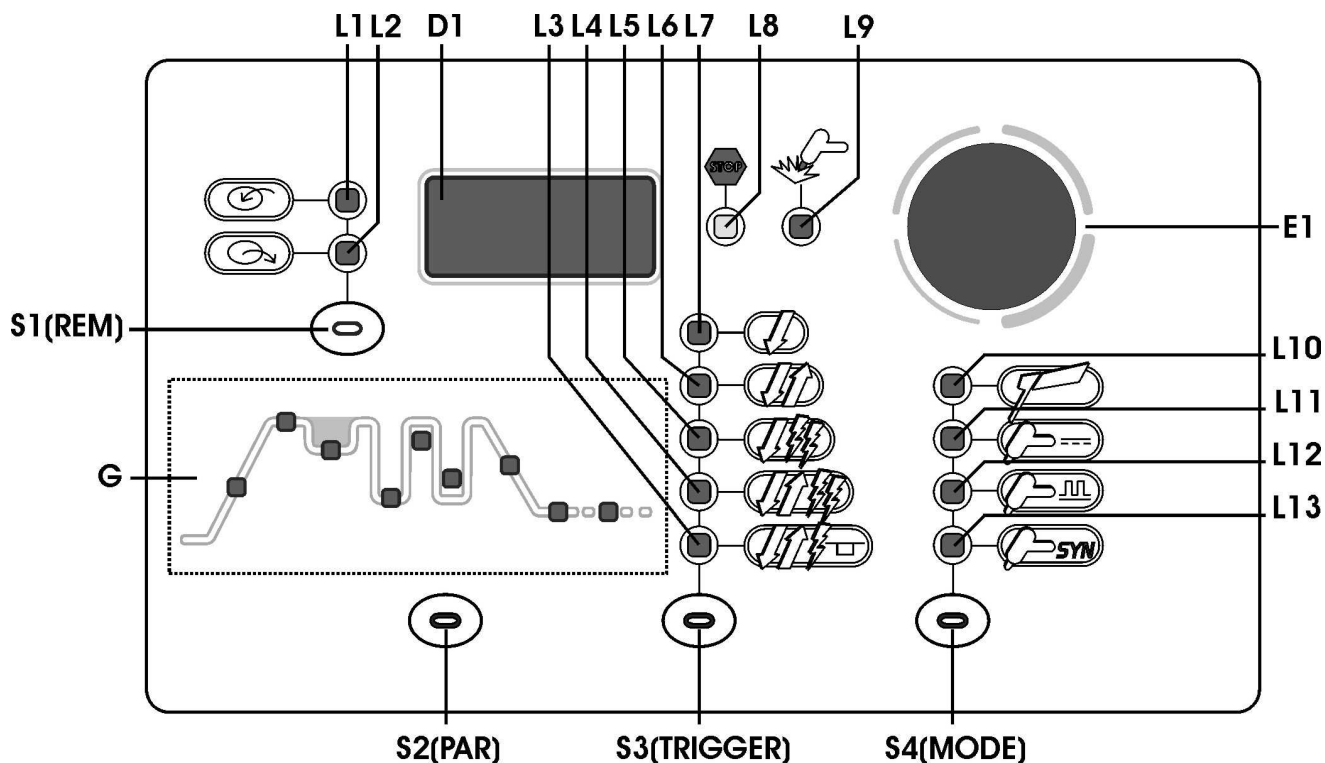 L1 L2 D1 L3 L4 L5 L6 L7 L8 L9
STOP
E1
S1(REM)
L10
L11
G
L12
L13
SYN
S2(PAR) S3(TRIGGER) S4(MODE)